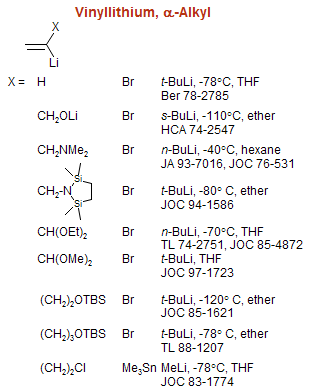 Vinyllithium, α-Alkyl
X
Li
X = H Br t-BuLi, -78°C, THF
Ber 78-2785
CH₂OLi Br s-BuLi, -110°C, ether
HCA 74-2547
CH₂NMe₂ Br n-BuLi, -40°C, hexane
JA 93-7016, JOC 76-531
Si
CH₂-N Br t-BuLi, -80° C, ether
Si JOC 94-1586
CH(OEt)₂ Br n-BuLi, -70°C, THF
TL 74-2751, JOC 85-4872
CH(OMe)₂ Br t-BuLi, THF
JOC 97-1723
(CH₂)₂OTBS Br t-BuLi, -120° C, ether
JOC 85-1621
(CH₂)₃OTBS Br t-BuLi, -78° C, ether
TL 88-1207
(CH₂)₂Cl Me₃Sn MeLi, -78°C, THF
JOC 83-1774